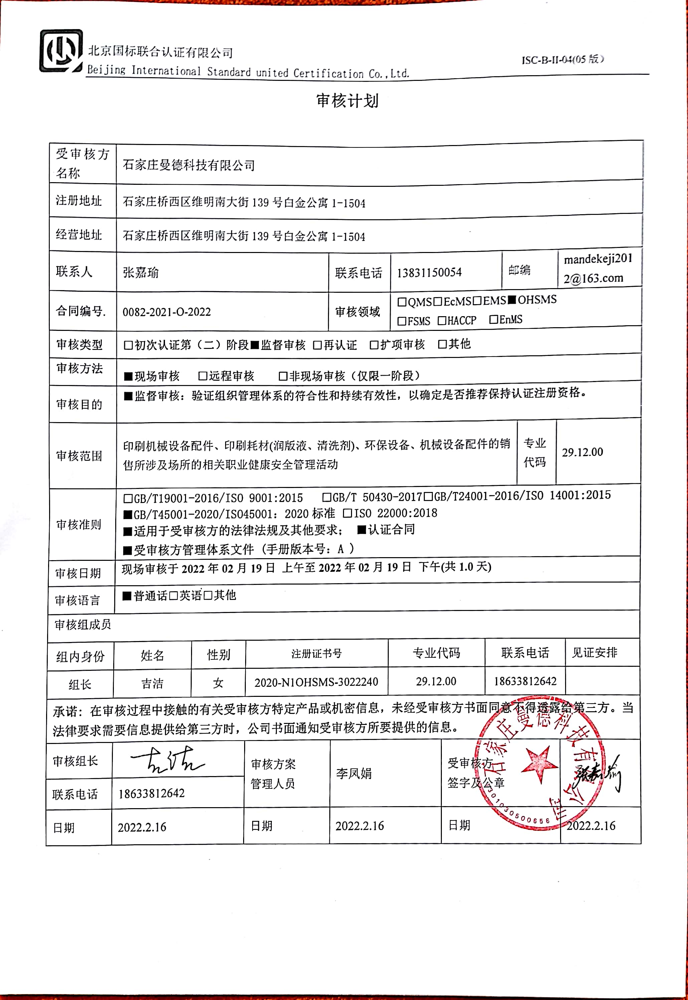 北京国标联合认证有限公司
Beijing International Standard united Certification Co.,Ltd.
ISC-B-II-04(05 版)
审核计划
受审核方
名称
石家庄曼德科技有限公司
注册地址
石家庄桥西区维明南大街 139 号白金公寓 1-1504
经营地址
石家庄桥西区维明南大街 139 号白金公寓 1-1504
联系人
张嘉瑜
联系电话
13831150054
邮编
mandekeji201
2@163.com
合同编号.
0082-2021-O-2022
审核领域
□QMS□EcMS□EMS■OHSMS
□FSMS □HACCP □EnMS
审核类型
□初次认证第（二）阶段■监督审核 □再认证 □扩项审核 □其他
审核方法
■现场审核 □远程审核 □非现场审核（仅限一阶段）
审核目的
■监督审核：验证组织管理体系的符合性和持续有效性，以确定是否推荐保持认证注册资格。
审核范围
印刷机械设备配件、印刷耗材(润版液、清洗剂)、环保设备、机械设备配件的销
售所涉及场所的相关职业健康安全管理活动
专业
代码
29.12.00
审核准则
□GB/T19001-2016/ISO 9001:2015 □GB/T 50430-2017□GB/T24001-2016/ISO 14001:2015
■GB/T45001-2020/ISO45001：2020 标准 □ISO 22000:2018
■适用于受审核方的法律法规及其他要求； ■认证合同
■受审核方管理体系文件（手册版本号：A ）
审核日期
现场审核于 2022 年 02 月 19 日 上午至 2022 年 02 月 19 日 下午(共 1.0 天)
审核语言
■普通话□英语□其他
审核组成员
组内身份 姓名 性别 注册证书号 专业代码 联系电话 见证安排
组长 吉洁 女 2020-N1OHSMS-3022240 29.12.00 18633812642
承诺：在审核过程中接触的有关受审核方特定产品或机密信息，未经受审核方书面同意不得透露给第三方。当
法律要求需要信息提供给第三方时，公司书面通知受审核方所要提供的信息。
审核组长
吉洁
审核方案
管理人员
李凤娟
受审核方
签字及公章
张嘉瑜
石家庄曼德科技有限公司
1301030500656
联系电话
18633812642
日期
2022.2.16
日期
2022.2.16
日期
2022.2.16